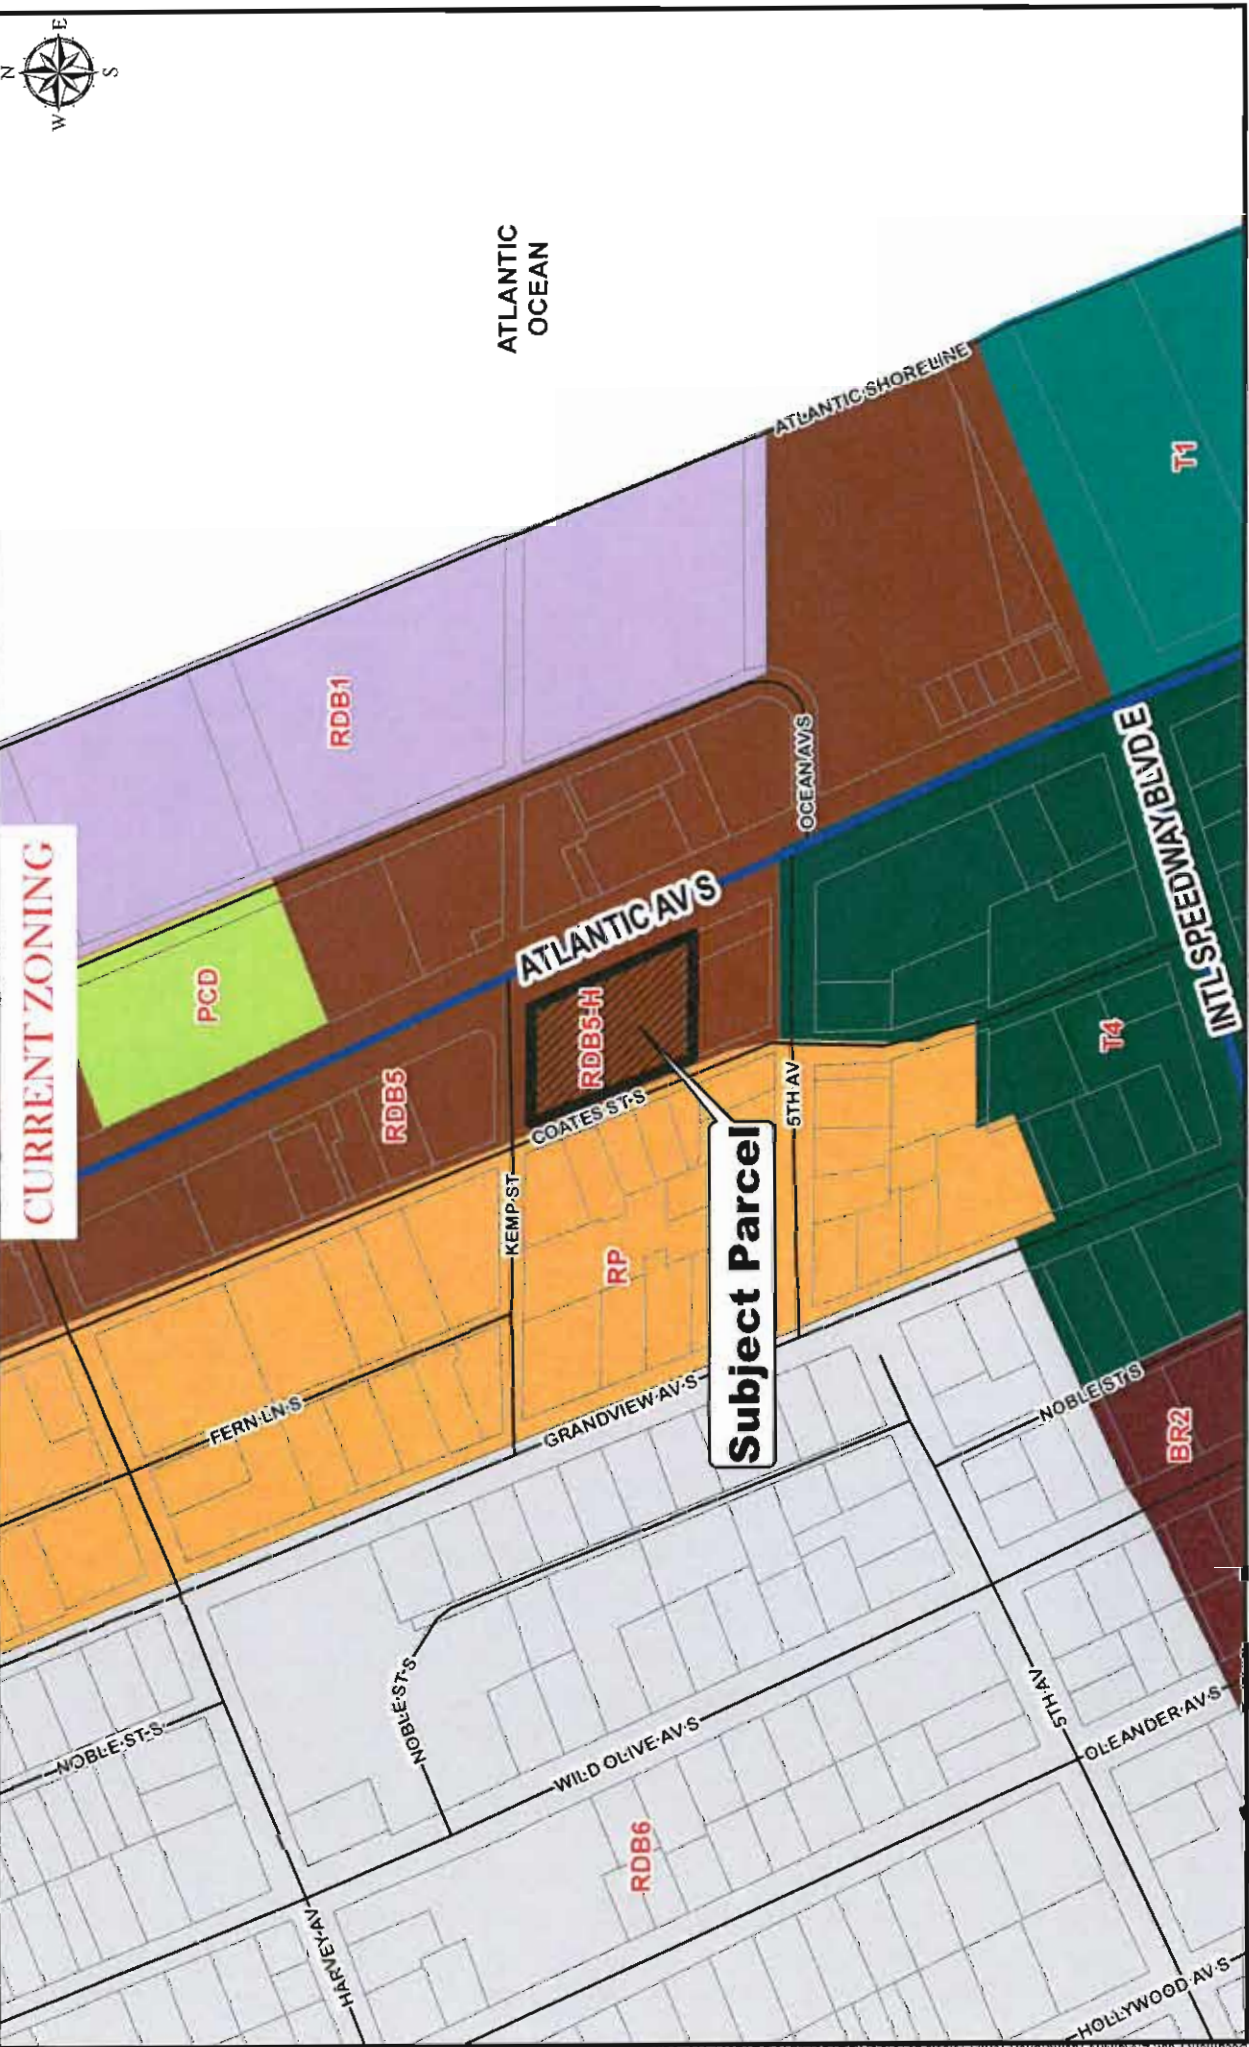 CURRENT ZONING
N
W
E
S
ATLANTIC
OCEAN
RDB1
PCD
RDB5
RDB5-H
RP
RDB6
T1
T4
BR2
Subject Parcel
ATLANTIC AV S
INTL SPEEDWAY BLVD E
ATLANTIC SHORELINE
OCEAN AV S
COATES ST S
KEMP ST
5TH AV
FERN LN S
GRANDVIEW AV S
NOBLE ST S
NOBLE ST S
NOBLE ST S
WILD OLIVE AV S
5TH AV
OLEANDER AV S
HARVEY AV
HOLLYWOOD AV S